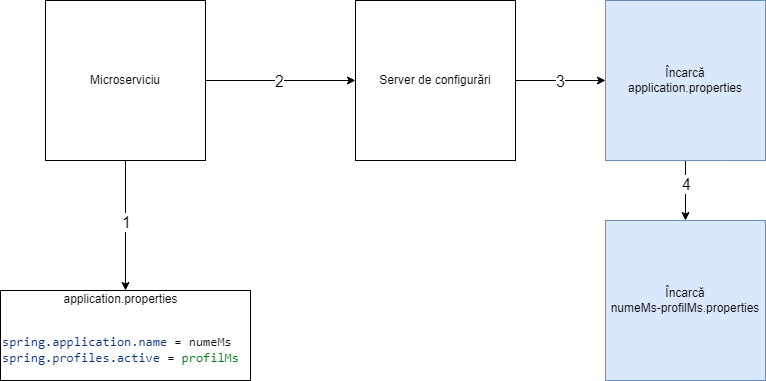 Microserviciu
2
Server de configurări
3
Încarcă
application.properties
1
4
application.properties
spring.application.name = numeMs
spring.profiles.active = profilMs
Încarcă
numeMs-profilMs.properties